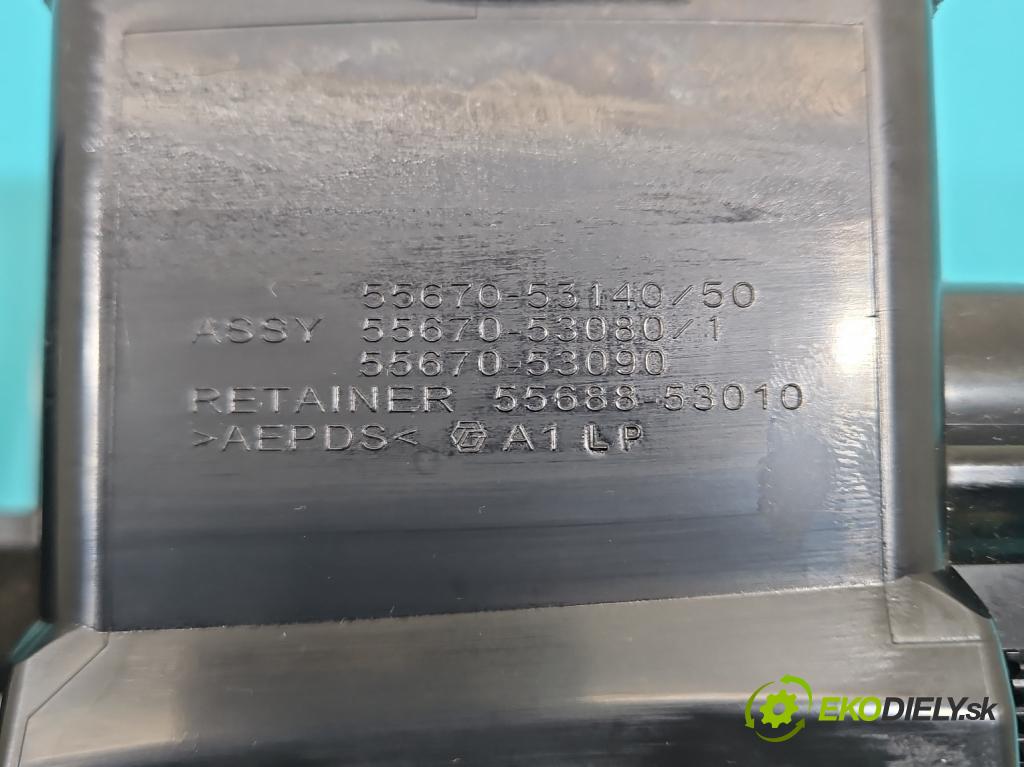 55670-53140/50
ASSY 55670-53080/1
55670-53090
RETAINER 55688-53010
>AEPDS< A1 LP
EKODIELY.sk